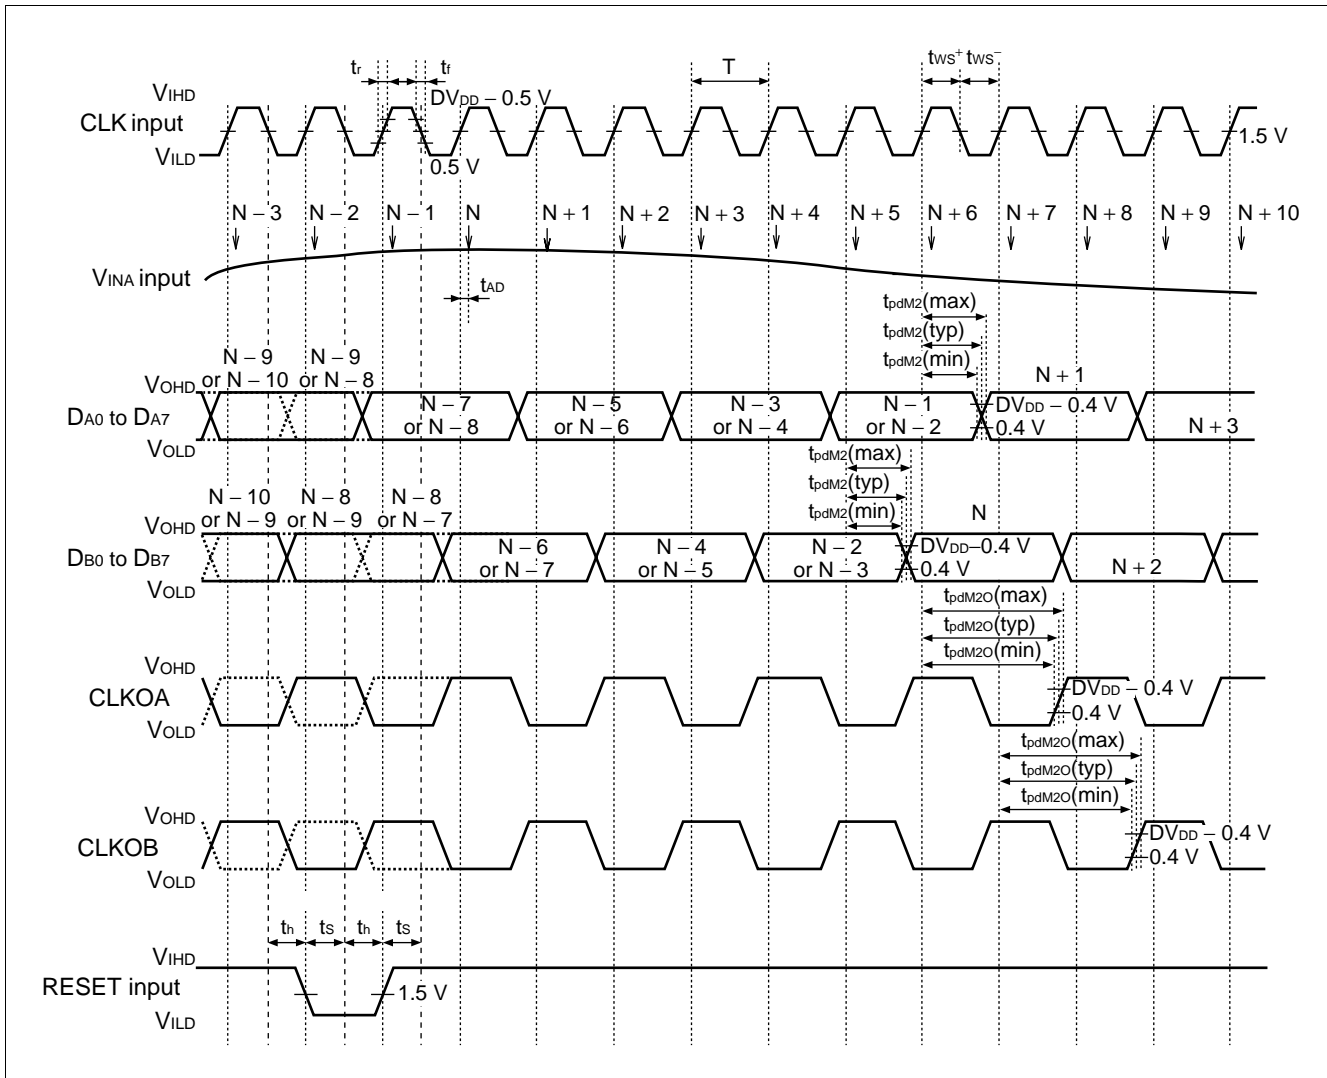 tr tf T tWS+ tWS−
VIHD
DVDD − 0.5 V
CLK input
1.5 V
VILD
0.5 V
N − 3 N − 2 N − 1 N N + 1 N + 2 N + 3 N + 4 N + 5 N + 6 N + 7 N + 8 N + 9 N + 10
VINA input
tAD
tpdM2(max)
tpdM2(typ)
tpdM2(min)
N − 9 N − 9 N + 1
VOHD or N − 10 or N − 8
N − 7 N − 5 N − 3 N − 1 DVDD − 0.4 V
DA0 to DA7 or N − 8 or N − 6 or N − 4 or N − 2 0.4 V N + 3
VOLD
tpdM2(max)
tpdM2(typ)
tpdM2(min)
N − 10 N − 8 N − 8 N
VOHD or N − 9 or N − 9 or N − 7
N − 6 N − 4 N − 2 DVDD−0.4 V
DB0 to DB7 or N − 7 or N − 5 or N − 3 0.4 V N + 2
VOLD
tpdM2O(max)
tpdM2O(typ)
tpdM2O(min)
VOHD
DVDD − 0.4 V
CLKOA
0.4 V
VOLD
tpdM2O(max)
tpdM2O(typ)
tpdM2O(min)
VOHD
DVDD − 0.4 V
CLKOB
0.4 V
VOLD
th tS th tS
VIHD
RESET input 1.5 V
VILD